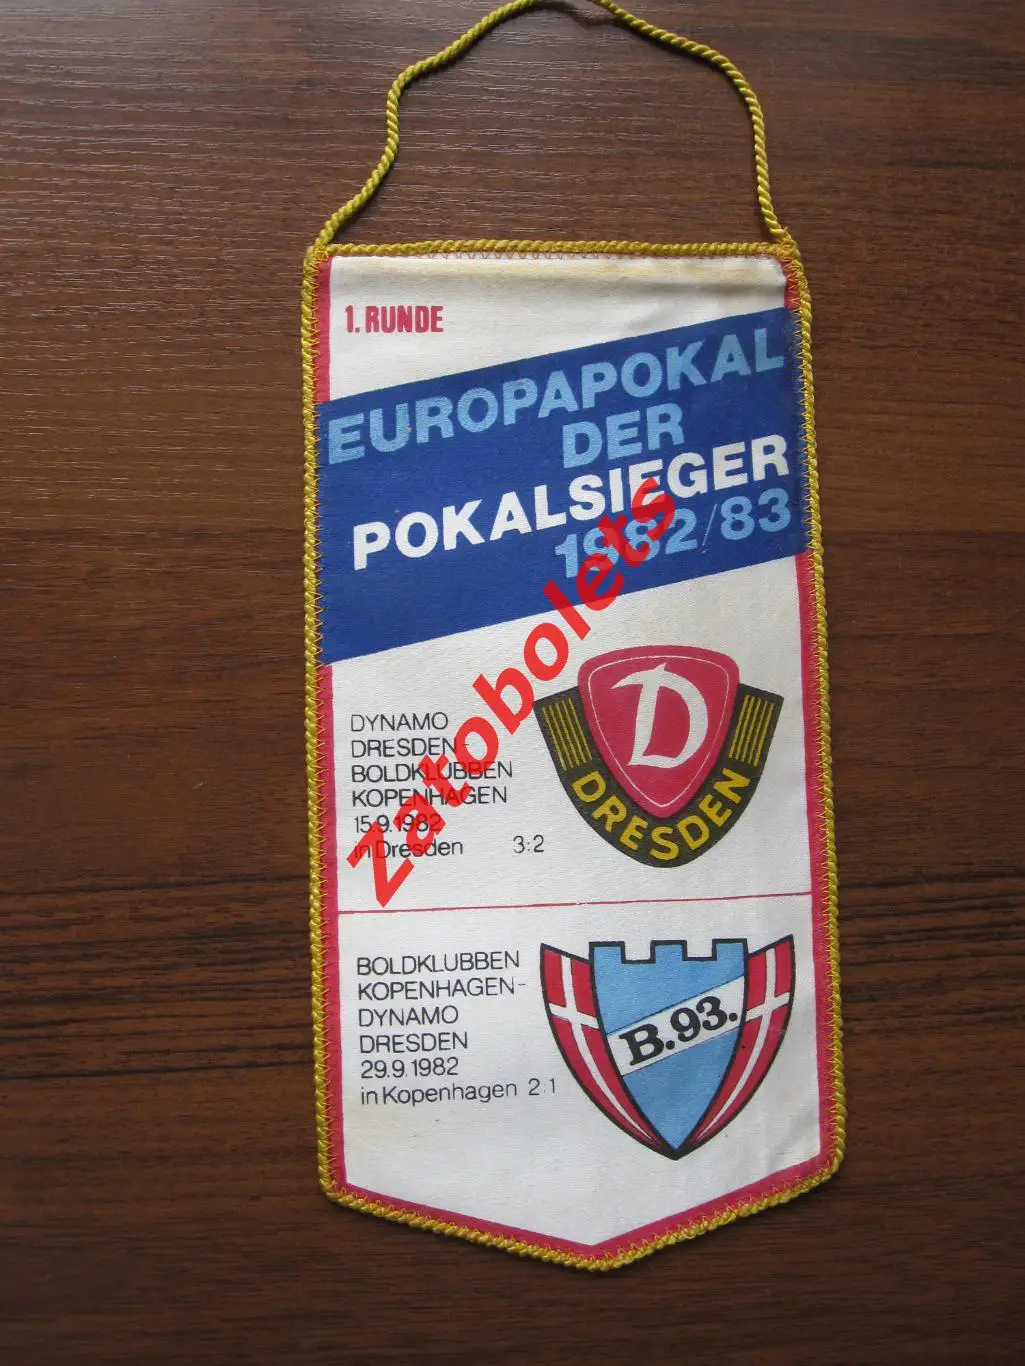 1. RUNDE
EUROPAPOKAL
DER
POKALSIEGER
1982/83
DYNAMO
DRESDEN-
BOLDKLUBBEN
KOPENHAGEN
15.9.1982
in Dresden 3:2
D
DRESDEN
BOLDKLUBBEN
KOPENHAGEN-
DYNAMO
DRESDEN
29.9.1982
in Kopenhagen 2:1
B.93.
Zatobolets